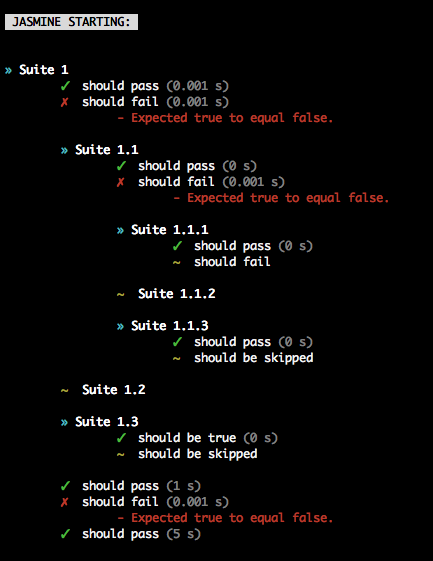 JASMINE STARTING:
» Suite 1
✓ should pass (0.001 s)
✗ should fail (0.001 s)
- Expected true to equal false.
» Suite 1.1
✓ should pass (0 s)
✗ should fail (0.001 s)
- Expected true to equal false.
» Suite 1.1.1
✓ should pass (0 s)
~ should fail
~ Suite 1.1.2
» Suite 1.1.3
✓ should pass (0 s)
~ should be skipped
~ Suite 1.2
» Suite 1.3
✓ should be true (0 s)
~ should be skipped
✓ should pass (1 s)
✗ should fail (0.001 s)
- Expected true to equal false.
✓ should pass (5 s)